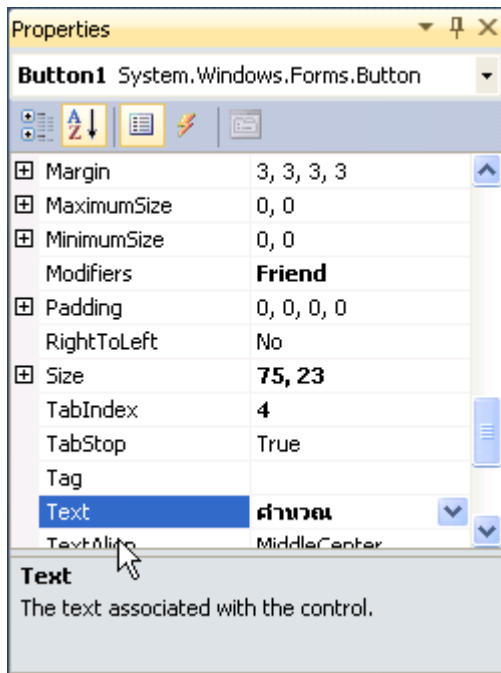 Properties
Button1 System.Windows.Forms.Button
Margin 3, 3, 3, 3
MaximumSize 0, 0
MinimumSize 0, 0
Modifiers Friend
Padding 0, 0, 0, 0
RightToLeft No
Size 75, 23
TabIndex 4
TabStop True
Tag
Text คำนวณ
TextAlign MiddleCenter
Text
The text associated with the control.